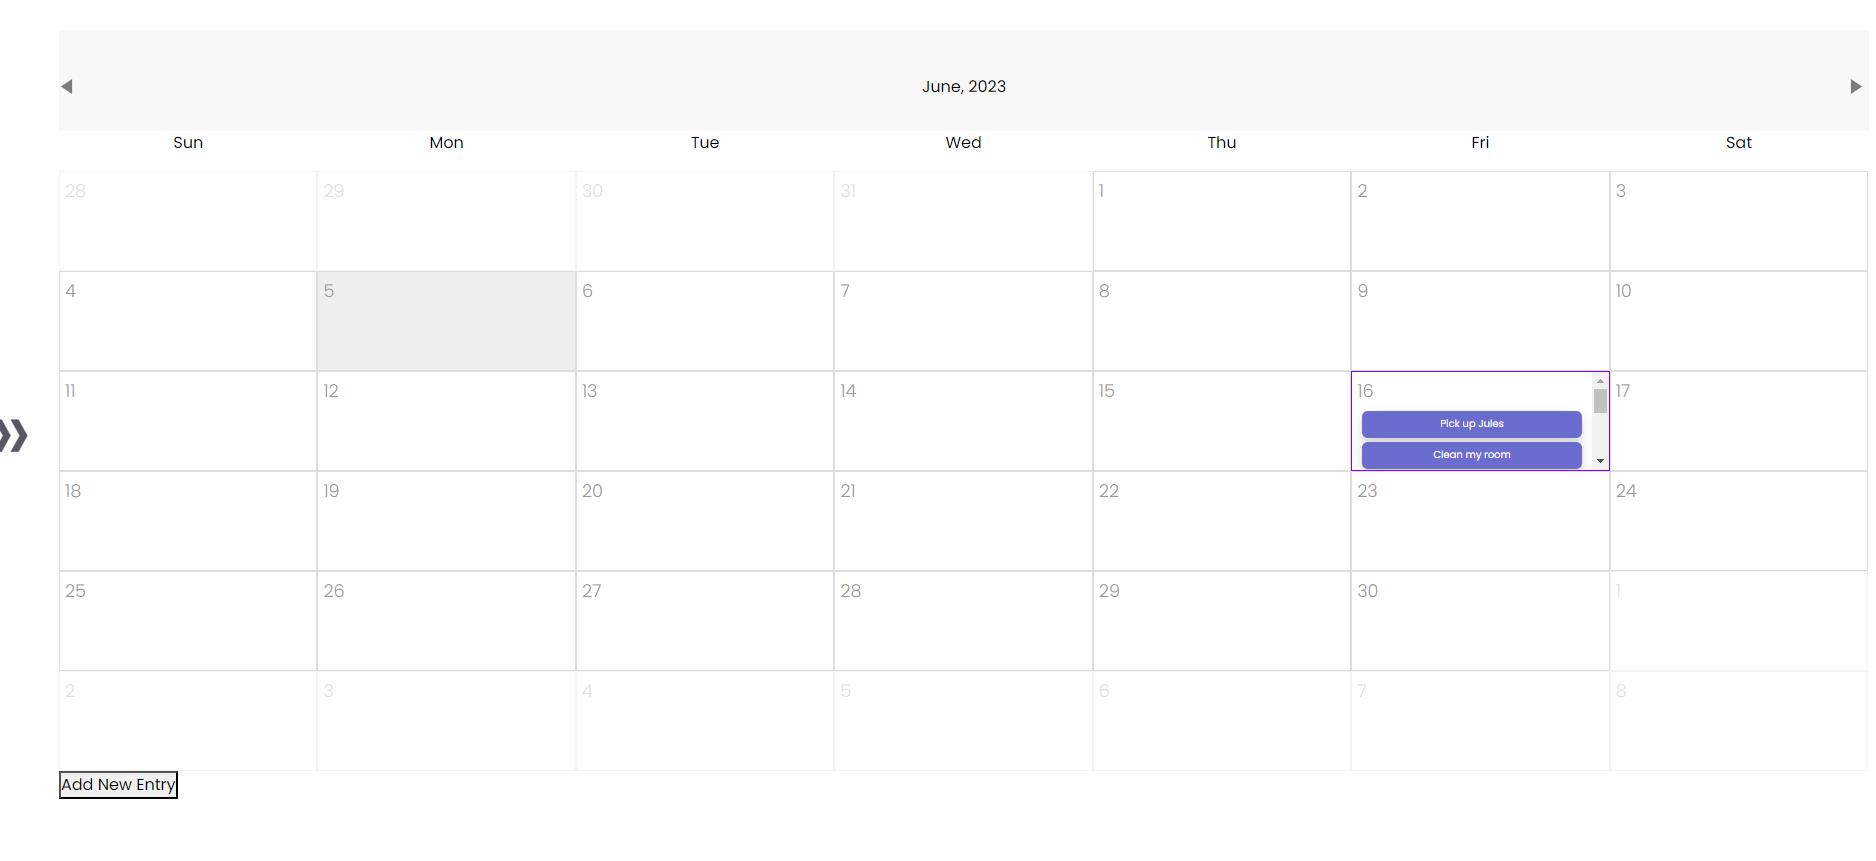 June, 2023
Sun Mon Tue Wed Thu Fri Sat
28 29 30 31 1 2 3
4 5 6 7 8 9 10
11 12 13 14 15 16 17
Pick up Jules
Clean my room
18 19 20 21 22 23 24
25 26 27 28 29 30 1
2 3 4 5 6 7 8
Add New Entry